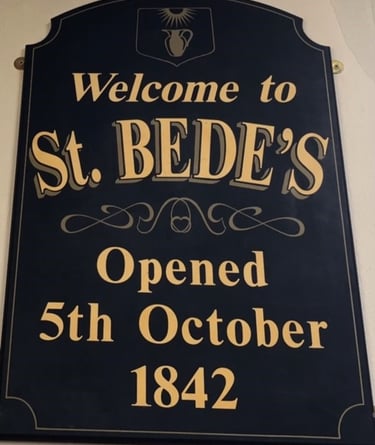 Welcome to
St. BEDE'S
Opened
5th October
1842